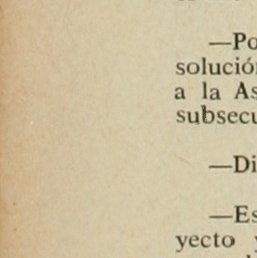 —Po
solución
a la As
subsecu
—Di
—Es
yecto y